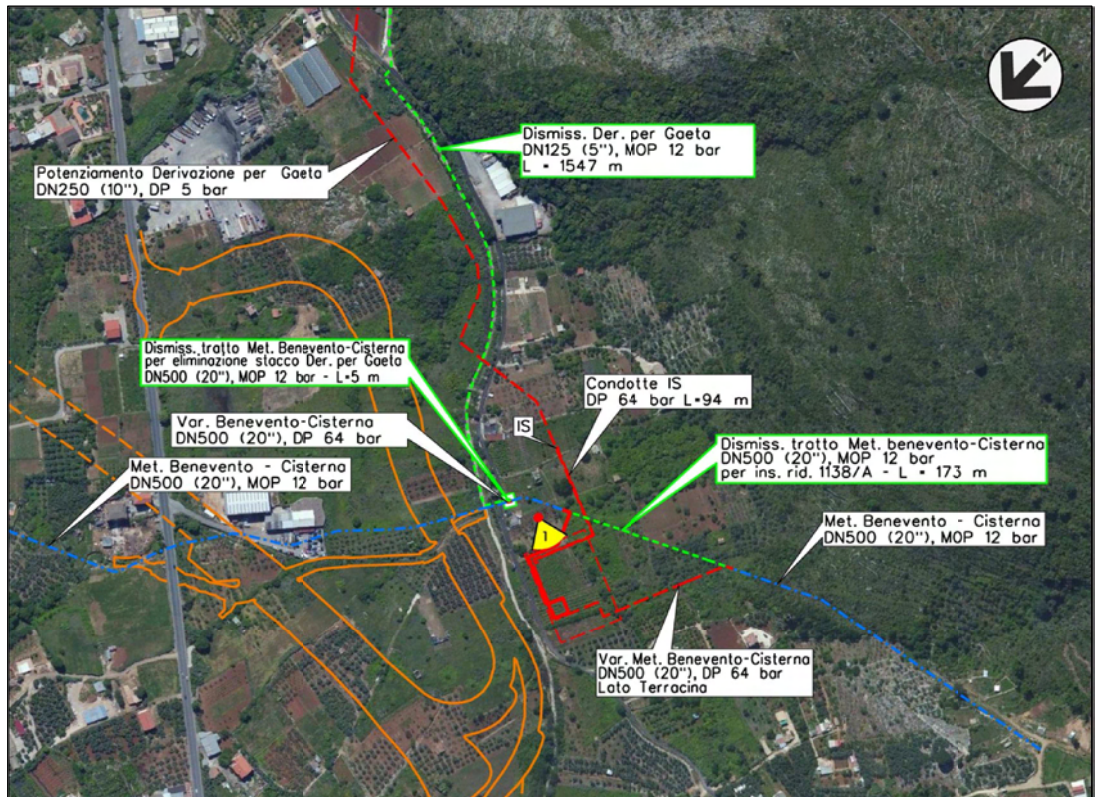 N
Dismiss. Der. per Gaeta
DN125 (5"), MOP 12 bar
L = 1547 m
Potenziamento Derivazione per Gaeta
DN250 (10"), DP 5 bar
Dismiss. tratto Met. Benevento-Cisterna
per eliminazione stacco Der. per Gaeta
DN500 (20"), MOP 12 bar - L=5 m
Condotte IS
DP 64 bar L=94 m
Var. Benevento-Cisterna
DN500 (20"), DP 64 bar
IS
Dismiss. tratto Met. benevento-Cisterna
DN500 (20"), MOP 12 bar
per ins. rid. 1138/A - L = 173 m
Met. Benevento - Cisterna
DN500 (20"), MOP 12 bar
Met. Benevento - Cisterna
DN500 (20"), MOP 12 bar
1
Var. Met. Benevento-Cisterna
DN500 (20"), DP 64 bar
Lato Terracina